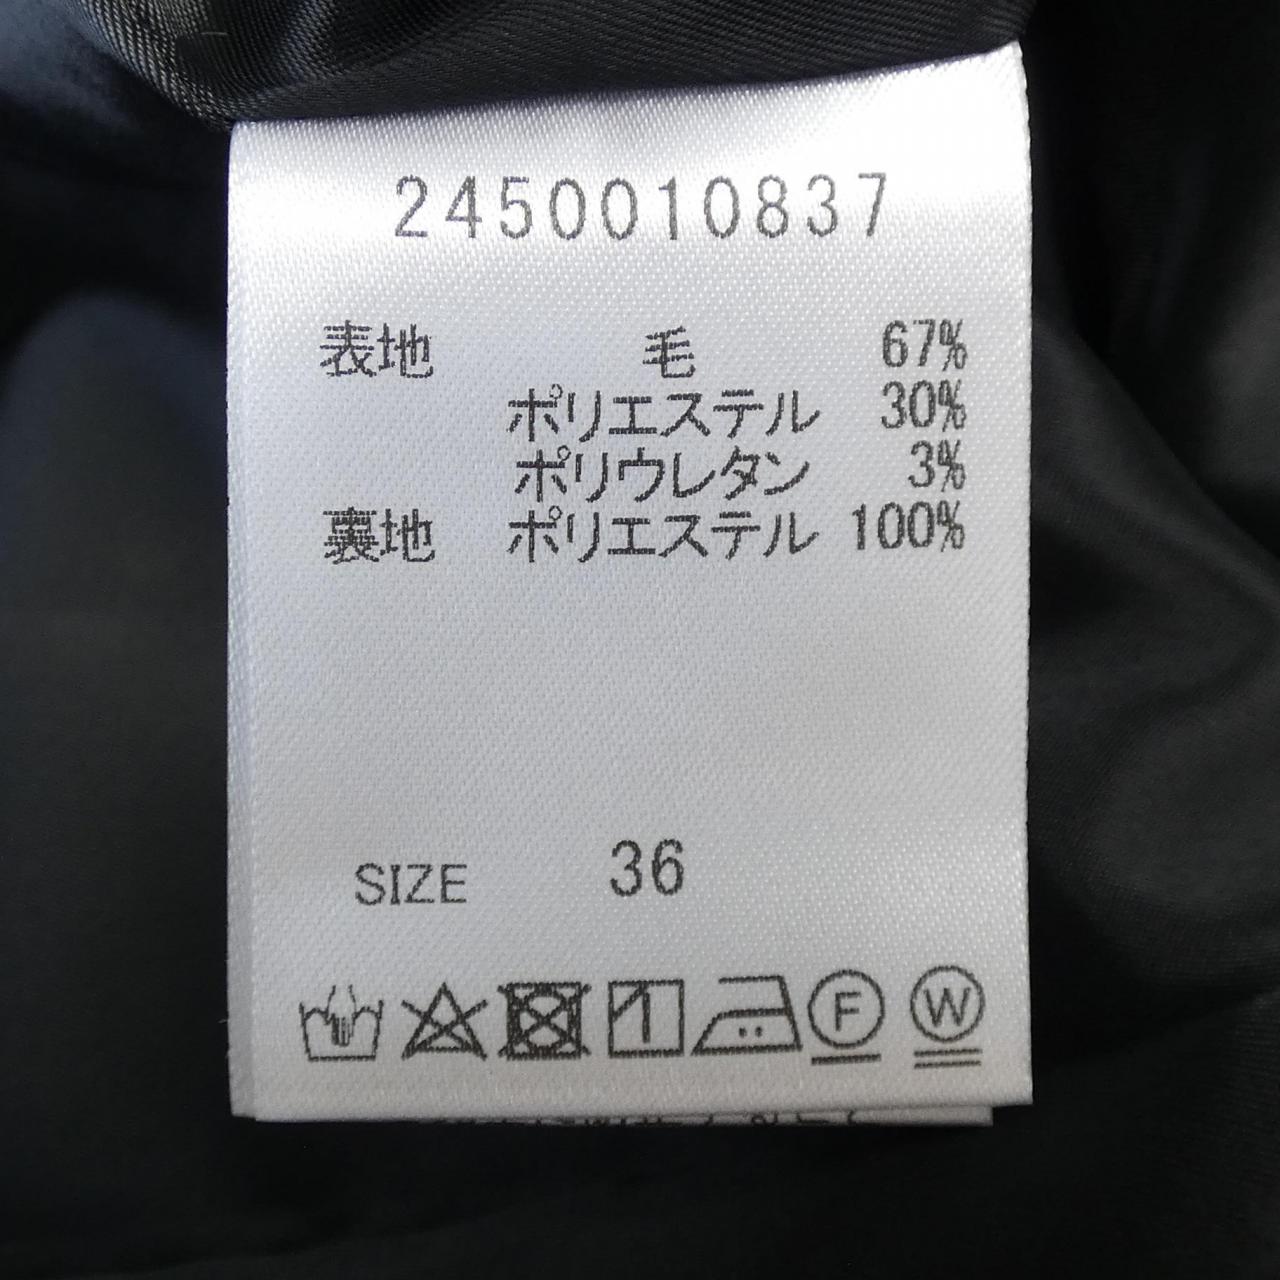 2450010837
表地 毛 67%
ポリエステル 30%
ポリウレタン 3%
裏地 ポリエステル 100%
SIZE 36
F W